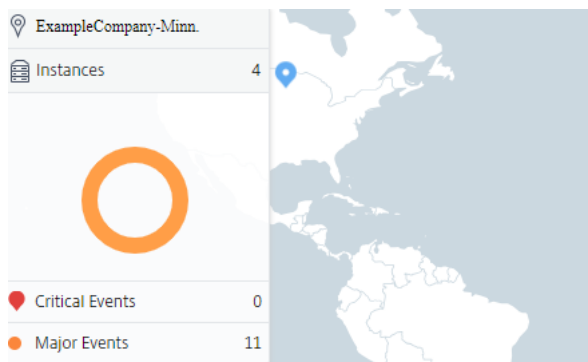 ExampleCompany-Minn.
Instances 4
Critical Events 0
Major Events 11